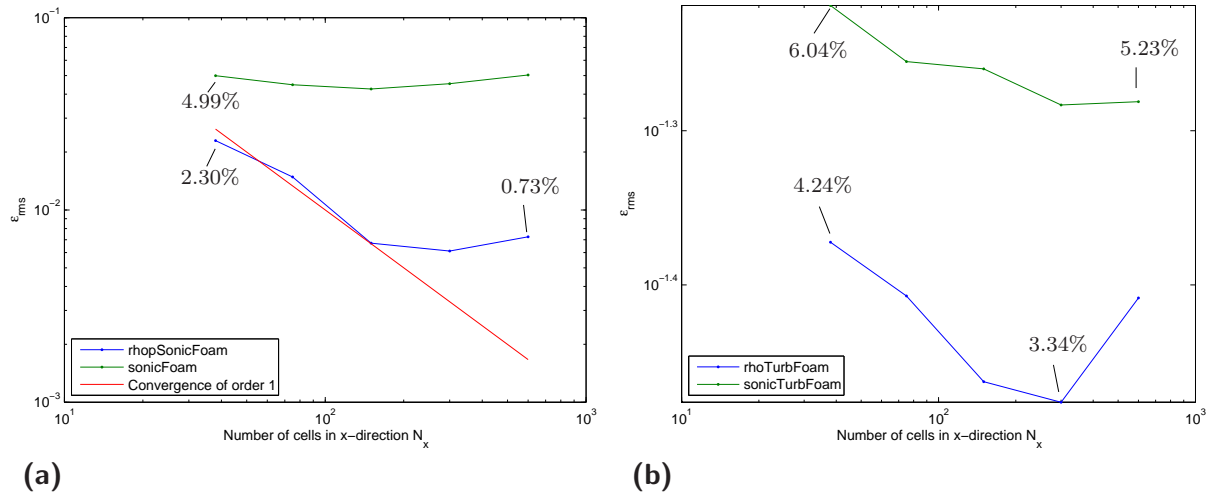 10^-1
10^-2
10^-3
ε_rms
4.99%
2.30%
0.73%
rhopSonicFoam
sonicFoam
Convergence of order 1
10^1
10^2
10^3
Number of cells in x−direction N_x
(a)
10^-1.3
10^-1.4
ε_rms
6.04%
5.23%
4.24%
3.34%
rhoTurbFoam
sonicTurbFoam
10^1
10^2
10^3
Number of cells in x−direction N_x
(b)